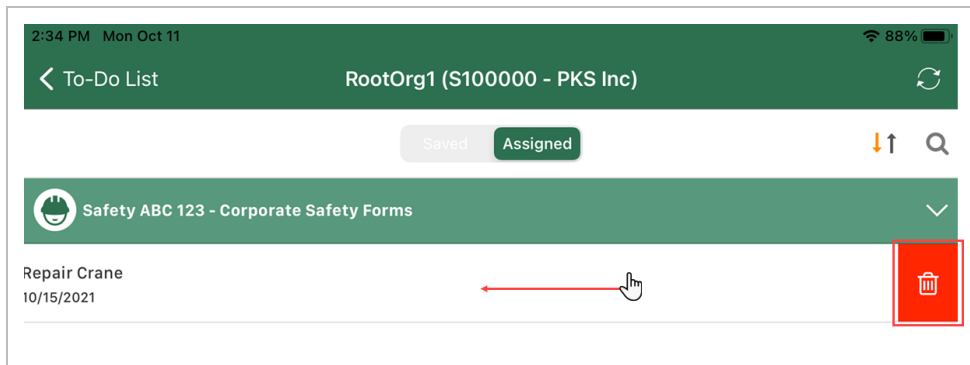 2:34 PM Mon Oct 11 88%
To-Do List RootOrg1 (S100000 - PKS Inc)
Saved Assigned
Safety ABC 123 - Corporate Safety Forms
Repair Crane
10/15/2021